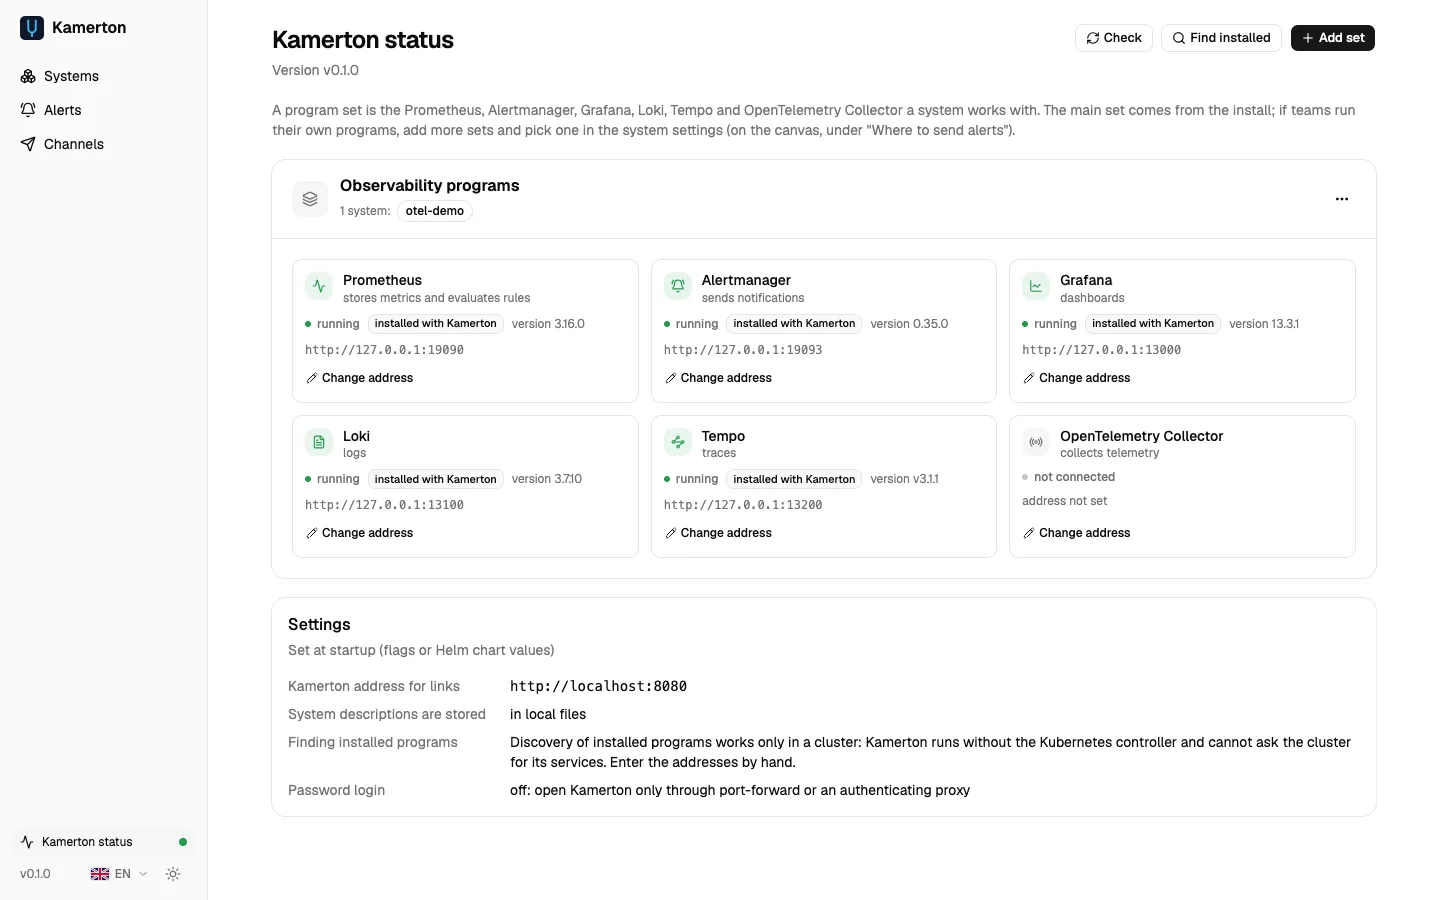 Kamerton
Systems
Alerts
Channels
Kamerton status
v0.1.0
EN
Kamerton status
Version v0.1.0
Check
Find installed
Add set
A program set is the Prometheus, Alertmanager, Grafana, Loki, Tempo and OpenTelemetry Collector a system works with. The main set comes from the install; if teams run
their own programs, add more sets and pick one in the system settings (on the canvas, under "Where to send alerts").
Observability programs
1 system: otel-demo
Prometheus
stores metrics and evaluates rules
running installed with Kamerton version 3.16.0
http://127.0.0.1:19090
Change address
Alertmanager
sends notifications
running installed with Kamerton version 0.35.0
http://127.0.0.1:19093
Change address
Grafana
dashboards
running installed with Kamerton version 13.3.1
http://127.0.0.1:13000
Change address
Loki
logs
running installed with Kamerton version 3.7.10
http://127.0.0.1:13100
Change address
Tempo
traces
running installed with Kamerton version v3.1.1
http://127.0.0.1:13200
Change address
OpenTelemetry Collector
collects telemetry
not connected
address not set
Change address
Settings
Set at startup (flags or Helm chart values)
Kamerton address for links http://localhost:8080
System descriptions are stored in local files
Finding installed programs Discovery of installed programs works only in a cluster: Kamerton runs without the Kubernetes controller and cannot ask the cluster
for its services. Enter the addresses by hand.
Password login off: open Kamerton only through port-forward or an authenticating proxy